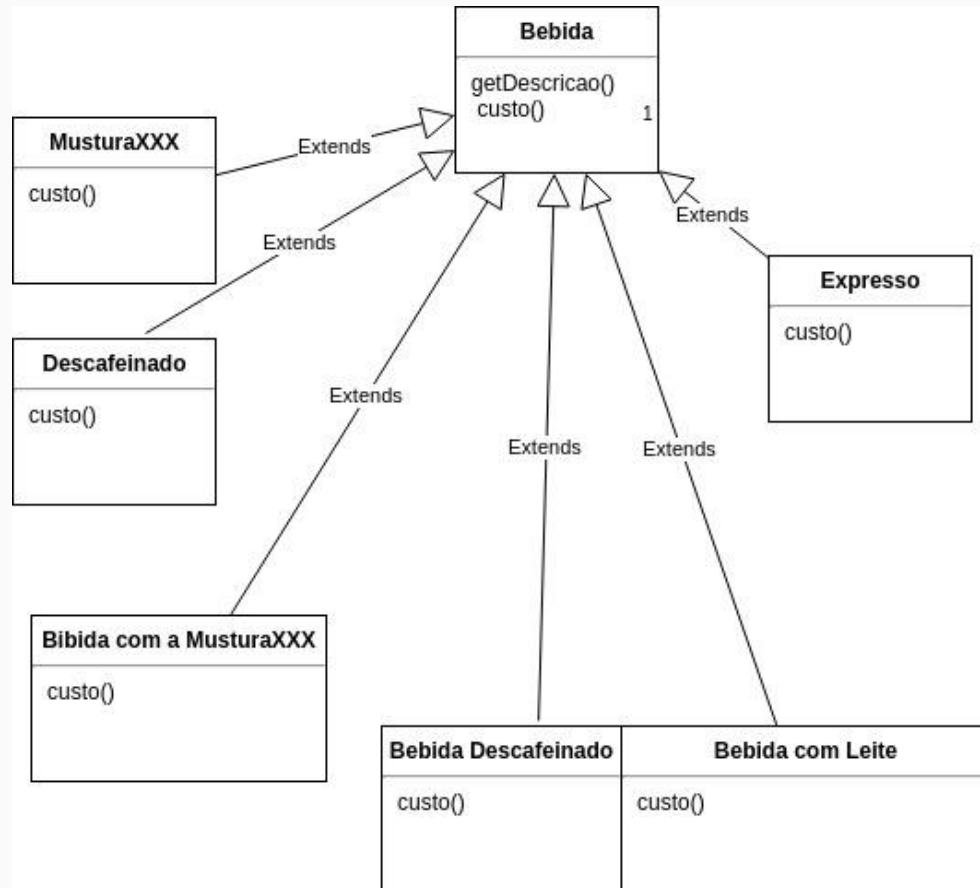 Bebida
getDescricao()
custo()
1
MusturaXXX
custo()
Extends
Descafeinado
custo()
Extends
Extends
Expresso
custo()
Extends
Bibida com a MusturaXXX
custo()
Extends
Extends
Bebida Descafeinado
custo()
Bebida com Leite
custo()